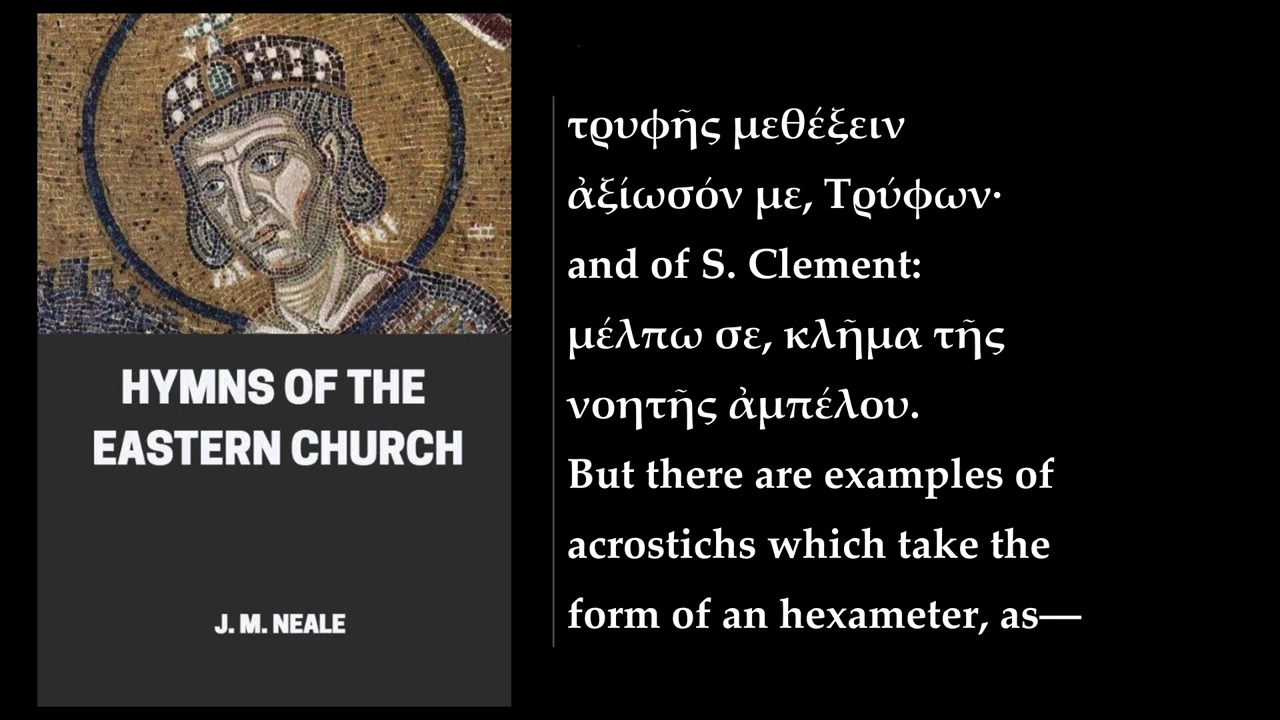 HYMNS OF THE
EASTERN CHURCH
J. M. NEALE
τρυφῆς μεθέξειν
ἀξίωσόν με, Τρύφων·
and of S. Clement:
μέλπω σε, κλῆμα τῆς
νοητῆς ἀμπέλου.
But there are examples of
acrostichs which take the
form of an hexameter, as—